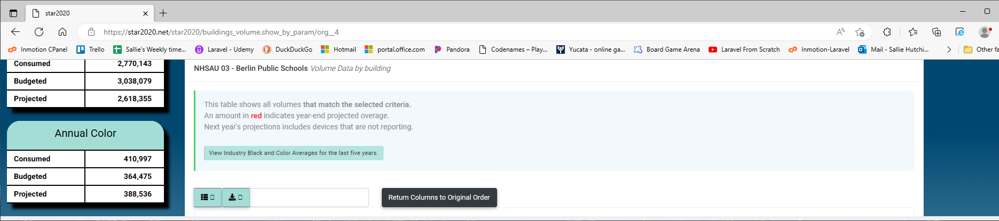 star2020
https://star2020.net/star2020/buildings_volume.show_by_param/org__4
Inmotion CPanel
Trello
Sallie's Weekly time...
Laravel - Udemy
DuckDuckGo
Hotmail
portal.office.com
Pandora
Codenames – Play...
Yucata - online ga...
Board Game Arena
Laravel From Scratch
Inmotion-Laravel
Mail - Sallie Hutchi...
Other fa
Consumed 2,770,143
Budgeted 3,038,079
Projected 2,618,355
Annual Color
Consumed 410,997
Budgeted 364,475
Projected 388,536
NHSAU 03 - Berlin Public Schools Volume Data by building
This table shows all volumes that match the selected criteria.
An amount in red indicates year-end projected overage.
Next year's projections includes devices that are not reporting.
View Industry Black and Color Averages for the last five years.
Return Columns to Original Order